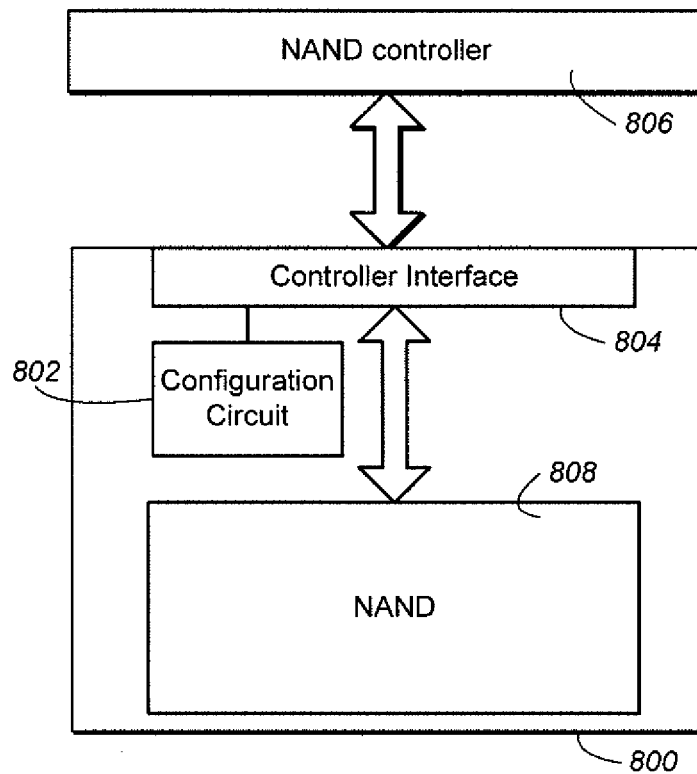 NAND controller
806
Controller Interface
804
802
Configuration
Circuit
808
NAND
800